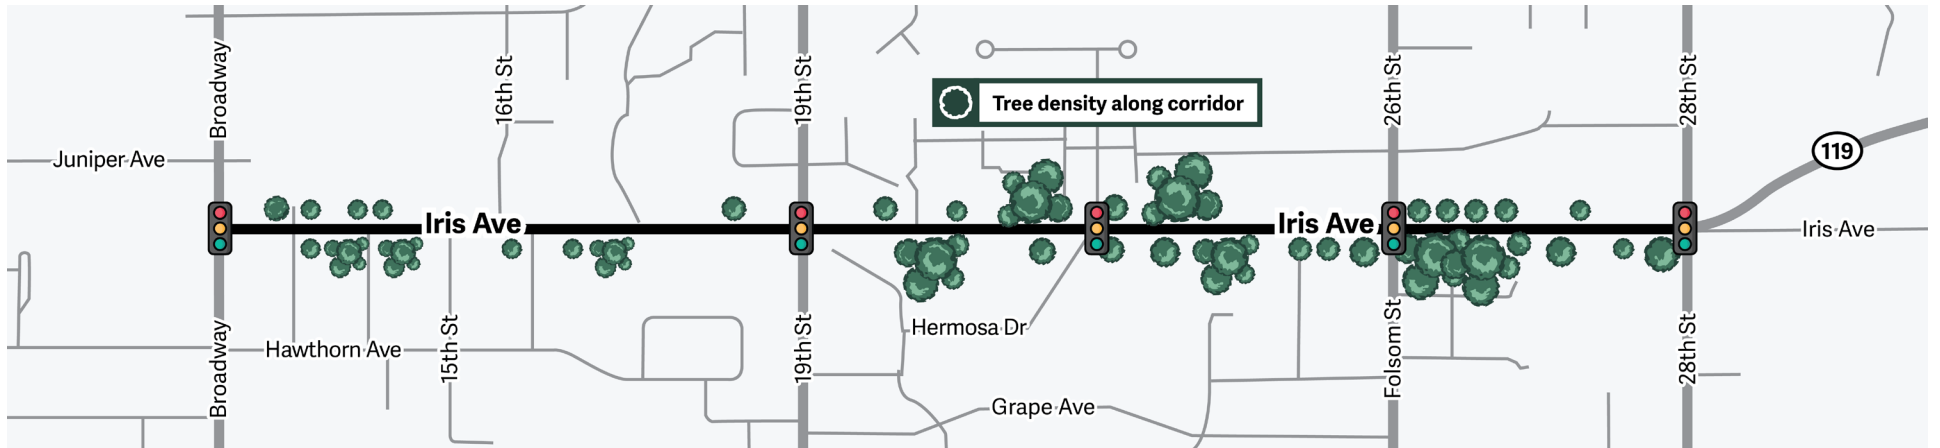 Broadway
16th St
19th St
26th St
28th St
Tree density along corridor
119
Juniper Ave
Iris Ave
Iris Ave
Iris Ave
Broadway
Hawthorn Ave
15th St
19th St
Hermosa Dr
Grape Ave
Folsom St
28th St